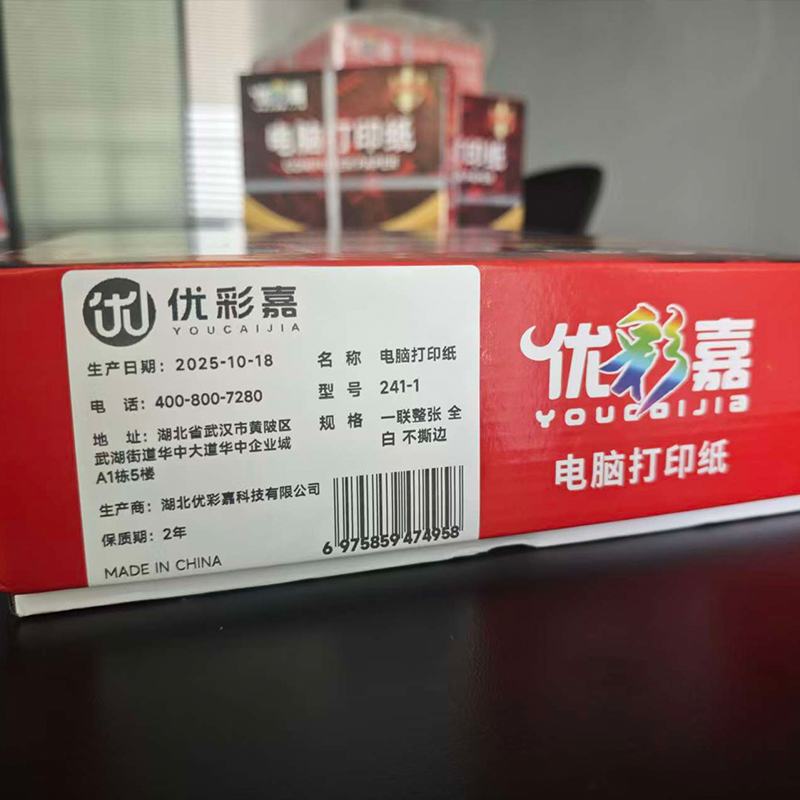 电脑打印纸
打印纸
优彩嘉
YOUCAIJIA
生产日期：2025-10-18
电 话：400-800-7280
地 址：湖北省武汉市黄陂区
武湖街道华中大道华中企业城
A1栋5楼
生产商：湖北优彩嘉科技有限公司
保质期：2年
MADE IN CHINA
名 称 电脑打印纸
型 号 241-1
规 格 一联整张 全
白 不撕边
6 975859 474958
优彩嘉
YOUCAIJIA
电脑打印纸